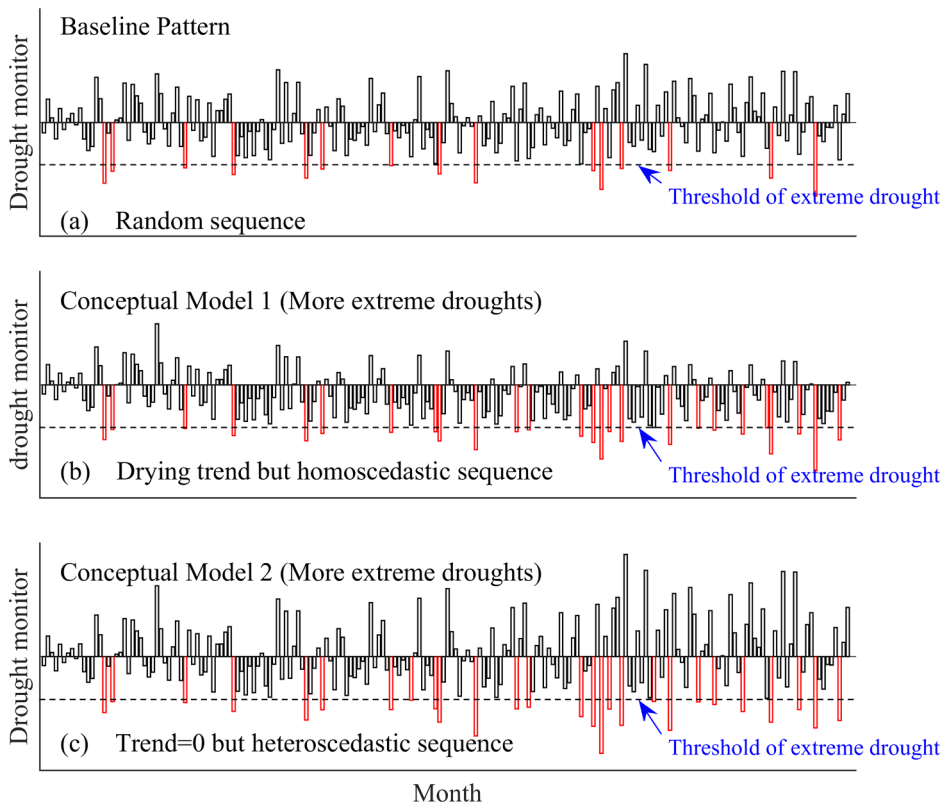 Baseline Pattern
Drought monitor
Threshold of extreme drought
(a) Random sequence
Conceptual Model 1 (More extreme droughts)
drought monitor
Threshold of extreme drought
(b) Drying trend but homoscedastic sequence
Conceptual Model 2 (More extreme droughts)
Drought monitor
Threshold of extreme drought
(c) Trend=0 but heteroscedastic sequence
Month